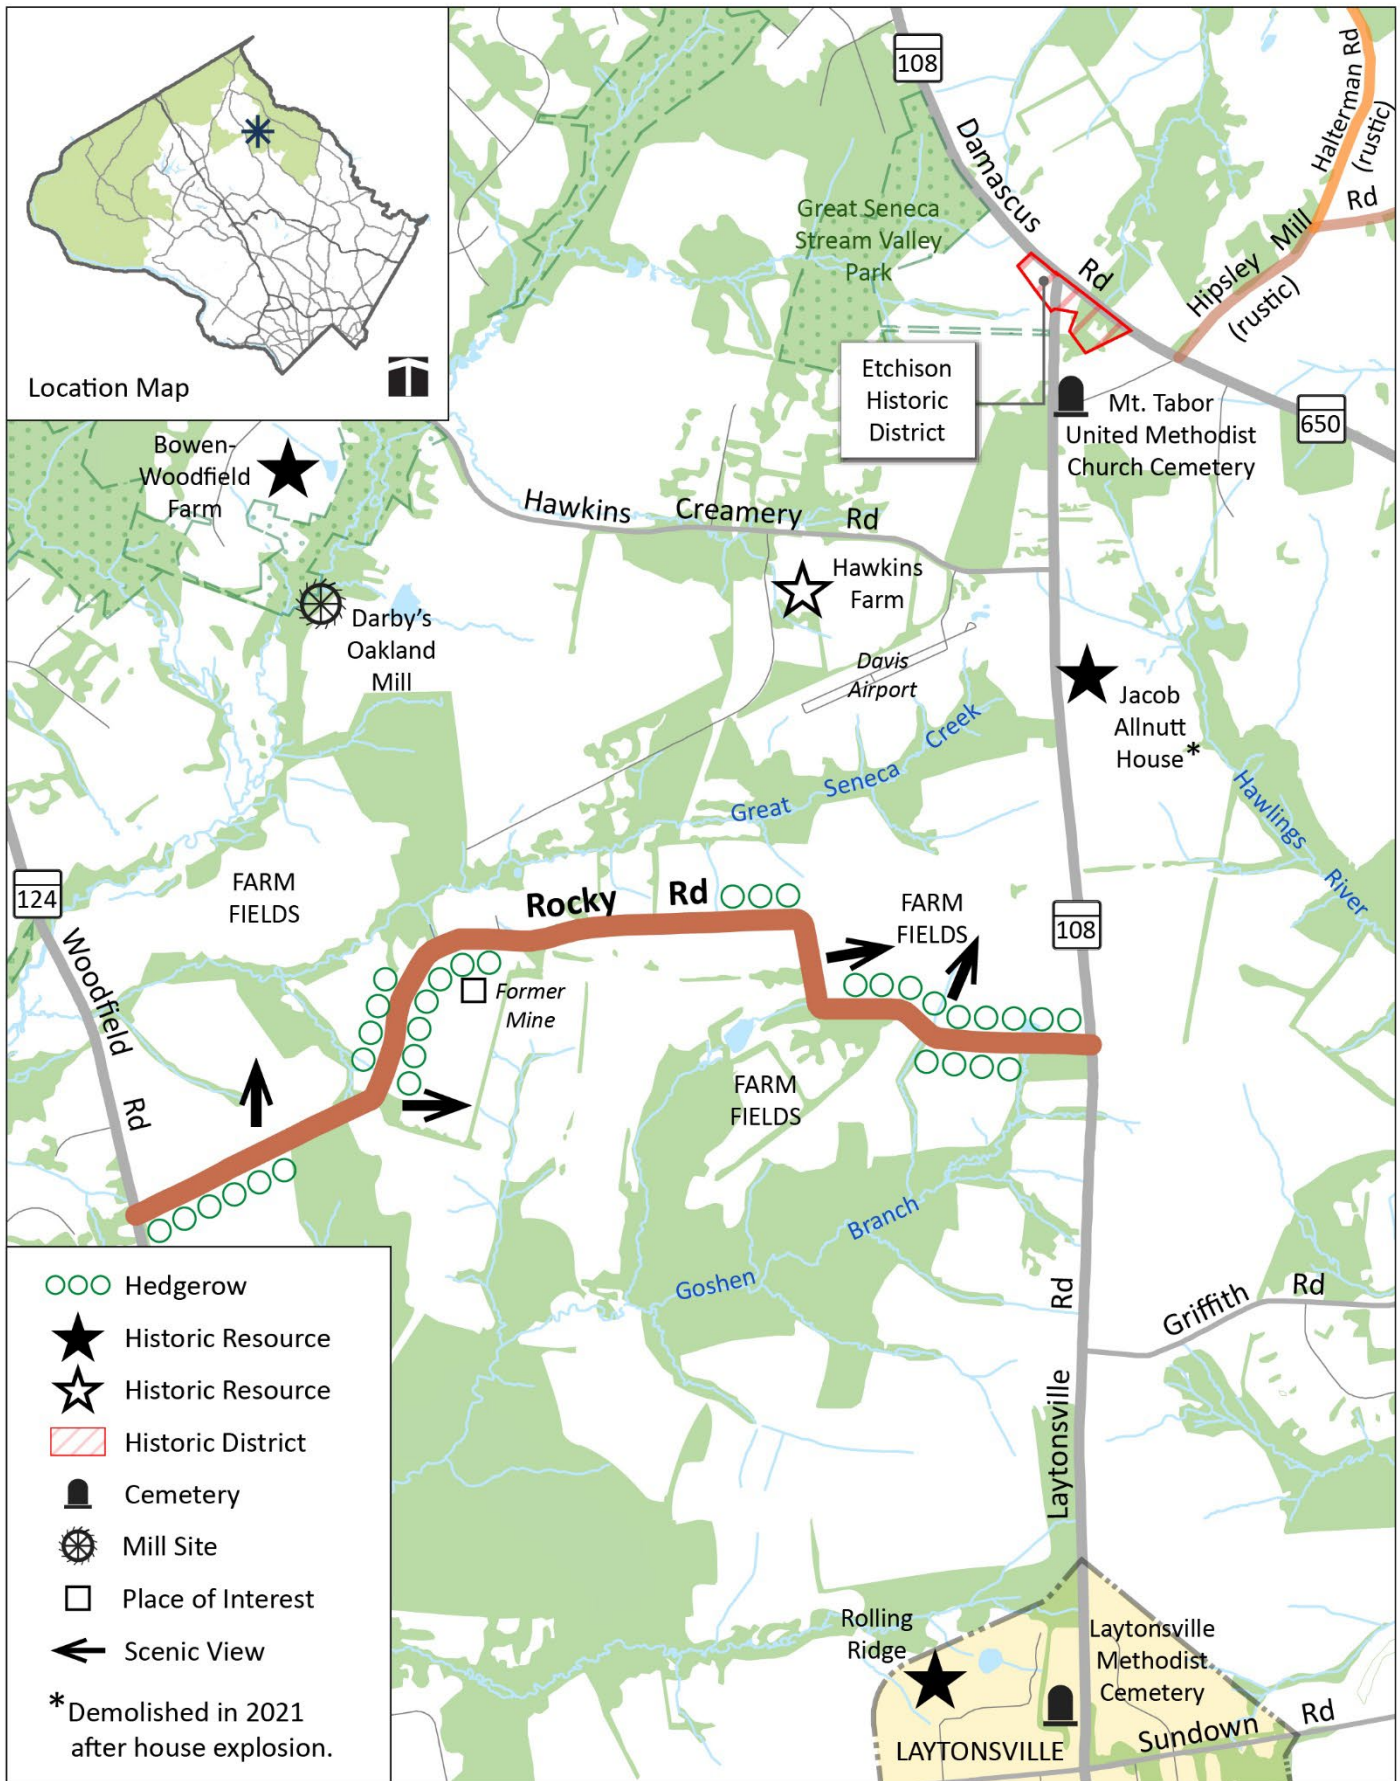 Location Map
108
Damascus
Rd
Halterman Rd
(rustic)
Rd
Hipsley Mill
(rustic)
Great Seneca
Stream Valley
Park
Etchison
Historic
District
Mt. Tabor
United Methodist
Church Cemetery
650
Bowen-
Woodfield
Farm
Hawkins Creamery Rd
Hawkins
Farm
Darby's
Oakland
Mill
Davis
Airport
Jacob
Allnutt
House*
Great Seneca Creek
Hawlings
River
124
Woodfield
Rd
FARM
FIELDS
Rocky Rd
FARM
FIELDS
108
Former
Mine
FARM
FIELDS
Goshen Branch
Laytonsville Rd
Griffith Rd
Hedgerow
Historic Resource
Historic Resource
Historic District
Cemetery
Mill Site
Place of Interest
Scenic View
*Demolished in 2021
after house explosion.
Rolling
Ridge
Laytonsville
Methodist
Cemetery
LAYTONSVILLE
Sundown Rd